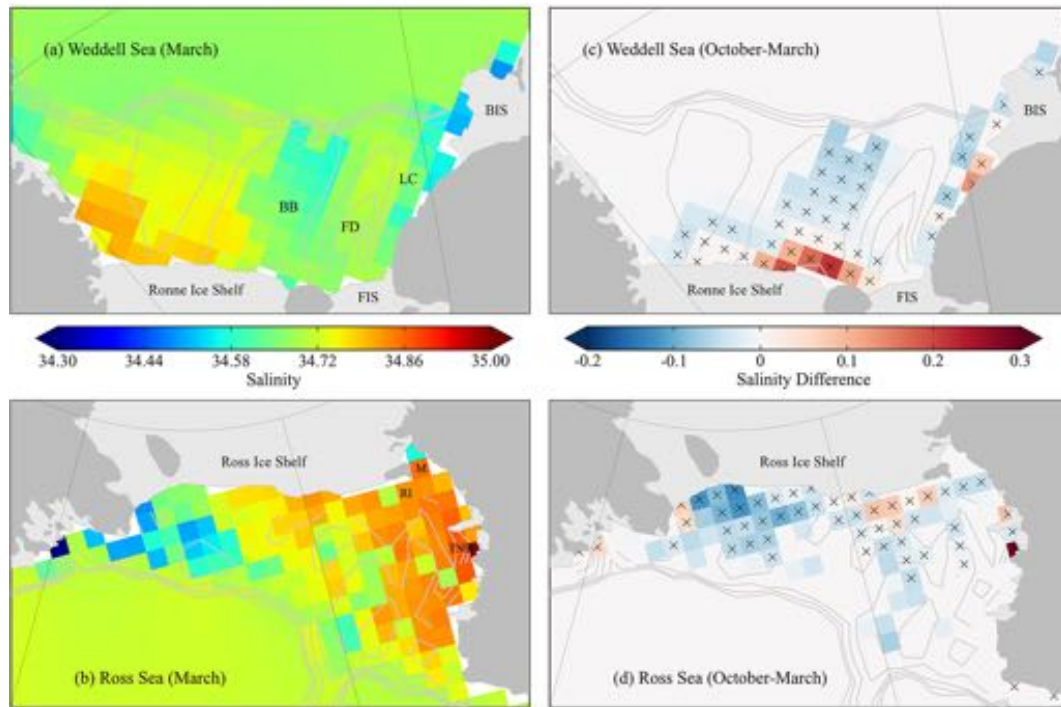 (a) Weddell Sea (March)
BIS
LC
BB
FD
Ronne Ice Shelf
FIS
(c) Weddell Sea (October-March)
BIS
Ronne Ice Shelf
FIS
34.30 34.44 34.58 34.72 34.86 35.00
Salinity
-0.2 -0.1 0 0.1 0.2 0.3
Salinity Difference
Ross Ice Shelf
M
RI
(b) Ross Sea (March)
Ross Ice Shelf
(d) Ross Sea (October-March)